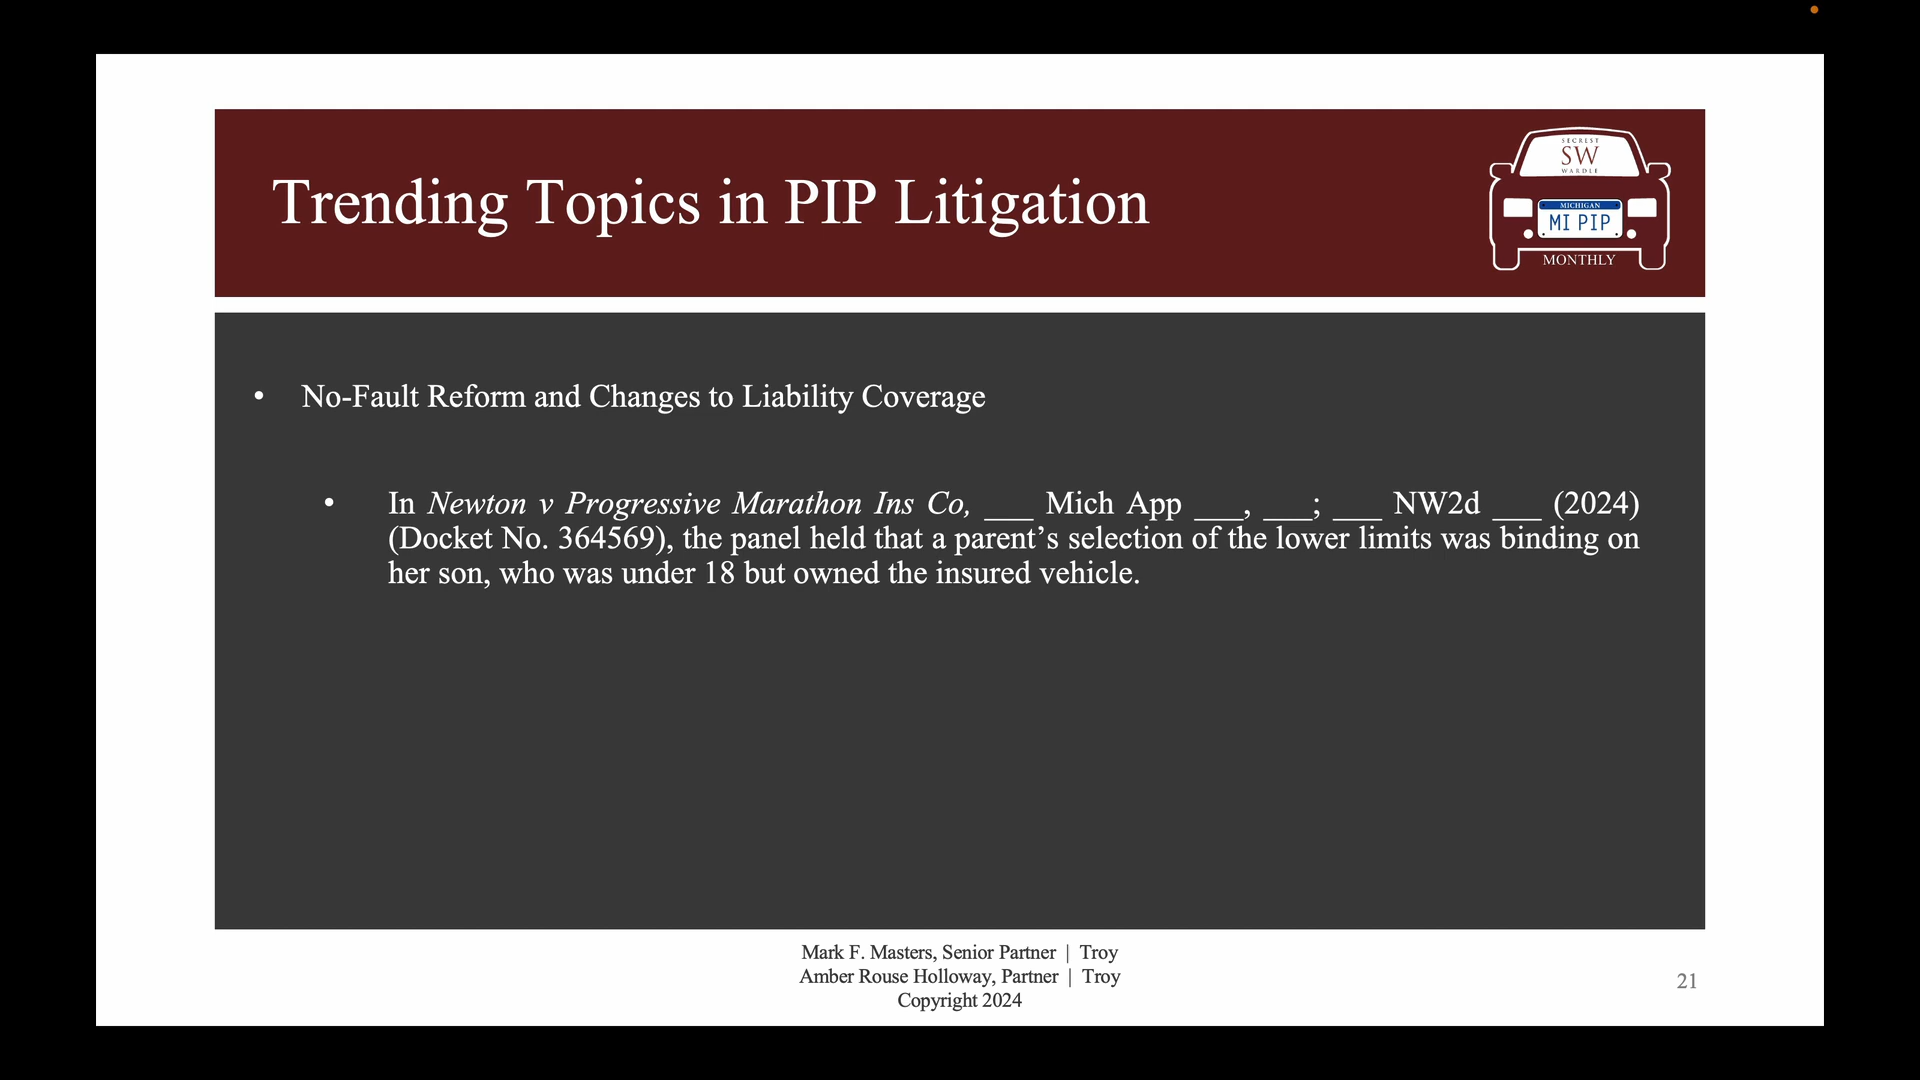 Trending Topics in PIP Litigation
SECREST
SW
WARDLE
MICHIGAN
MI PIP
MONTHLY
• No-Fault Reform and Changes to Liability Coverage
• In Newton v Progressive Marathon Ins Co, ___ Mich App ___, ___; ___ NW2d ___ (2024)
(Docket No. 364569), the panel held that a parent’s selection of the lower limits was binding on
her son, who was under 18 but owned the insured vehicle.
Mark F. Masters, Senior Partner | Troy
Amber Rouse Holloway, Partner | Troy
Copyright 2024
21